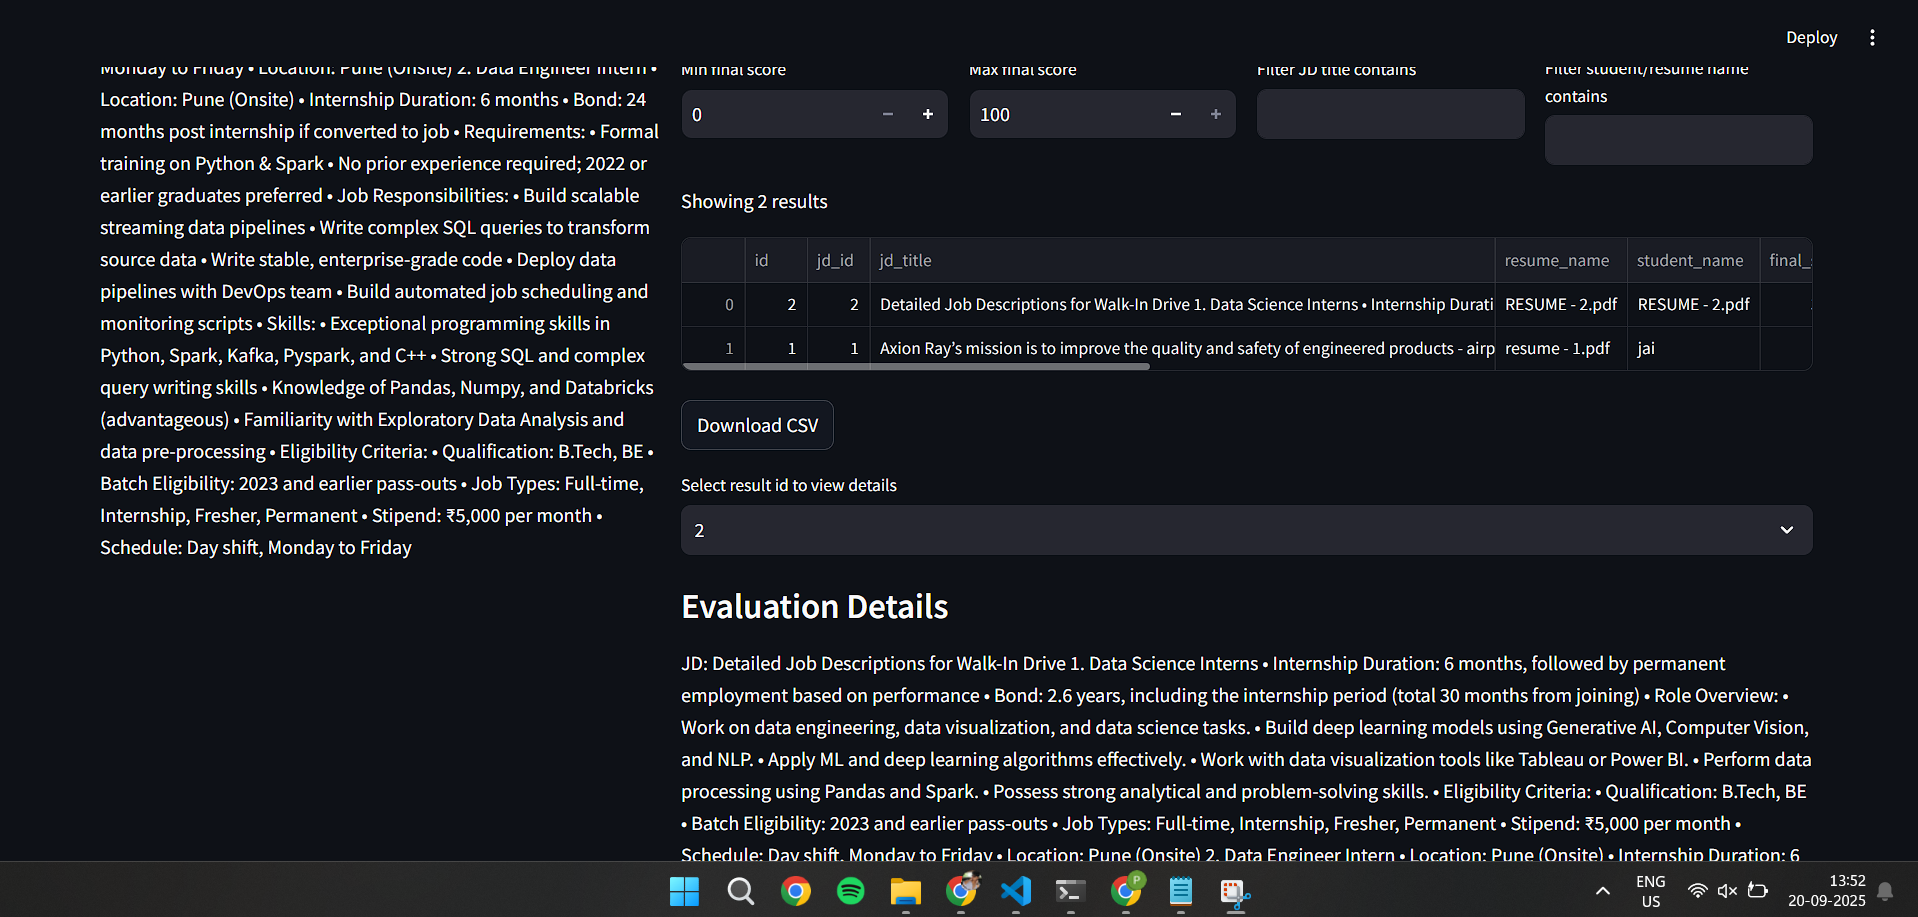 Deploy
Monday to Friday • Location: Pune (Onsite) 2. Data Engineer Intern •
Location: Pune (Onsite) • Internship Duration: 6 months • Bond: 24
months post internship if converted to job • Requirements: • Formal
training on Python & Spark • No prior experience required; 2022 or
earlier graduates preferred • Job Responsibilities: • Build scalable
streaming data pipelines • Write complex SQL queries to transform
source data • Write stable, enterprise-grade code • Deploy data
pipelines with DevOps team • Build automated job scheduling and
monitoring scripts • Skills: • Exceptional programming skills in
Python, Spark, Kafka, Pyspark, and C++ • Strong SQL and complex
query writing skills • Knowledge of Pandas, Numpy, and Databricks
(advantageous) • Familiarity with Exploratory Data Analysis and
data pre-processing • Eligibility Criteria: • Qualification: B.Tech, BE •
Batch Eligibility: 2023 and earlier pass-outs • Job Types: Full-time,
Internship, Fresher, Permanent • Stipend: ₹5,000 per month •
Schedule: Day shift, Monday to Friday
Min final score
0
Max final score
100
Filter JD title contains
Filter student/resume name
contains
Showing 2 results
id jd_id jd_title resume_name student_name final_
0 2 2 Detailed Job Descriptions for Walk-In Drive 1. Data Science Interns • Internship Durati RESUME - 2.pdf RESUME - 2.pdf
1 1 1 Axion Ray’s mission is to improve the quality and safety of engineered products - airp resume - 1.pdf jai
Download CSV
Select result id to view details
2
Evaluation Details
JD: Detailed Job Descriptions for Walk-In Drive 1. Data Science Interns • Internship Duration: 6 months, followed by permanent
employment based on performance • Bond: 2.6 years, including the internship period (total 30 months from joining) • Role Overview: •
Work on data engineering, data visualization, and data science tasks. • Build deep learning models using Generative AI, Computer Vision,
and NLP. • Apply ML and deep learning algorithms effectively. • Work with data visualization tools like Tableau or Power BI. • Perform data
processing using Pandas and Spark. • Possess strong analytical and problem-solving skills. • Eligibility Criteria: • Qualification: B.Tech, BE
• Batch Eligibility: 2023 and earlier pass-outs • Job Types: Full-time, Internship, Fresher, Permanent • Stipend: ₹5,000 per month •
Schedule: Day shift, Monday to Friday • Location: Pune (Onsite) 2. Data Engineer Intern • Location: Pune (Onsite) • Internship Duration: 6
P
ENG
US
13:52
20-09-2025